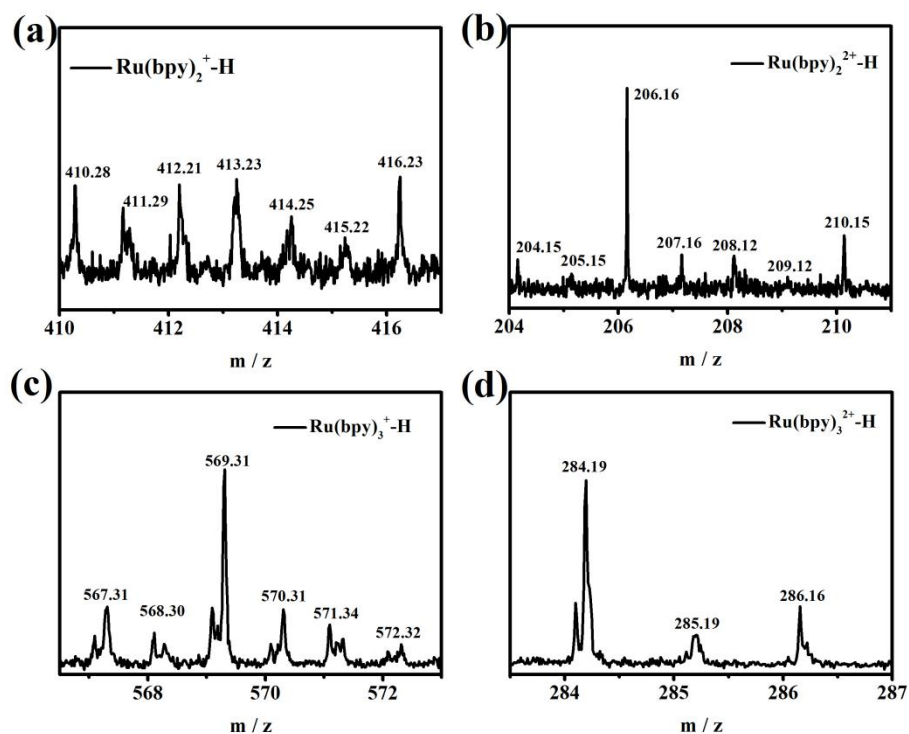 (a)
Ru(bpy)₂⁺-H
410.28
411.29
412.21
413.23
414.25
415.22
416.23
410 412 414 416
m / z
(b)
Ru(bpy)₂²⁺-H
204.15
205.15
206.16
207.16
208.12
209.12
210.15
204 206 208 210
m / z
(c)
Ru(bpy)₃⁺-H
567.31
568.30
569.31
570.31
571.34
572.32
568 570 572
m / z
(d)
Ru(bpy)₃²⁺-H
284.19
285.19
286.16
284 285 286 287
m / z